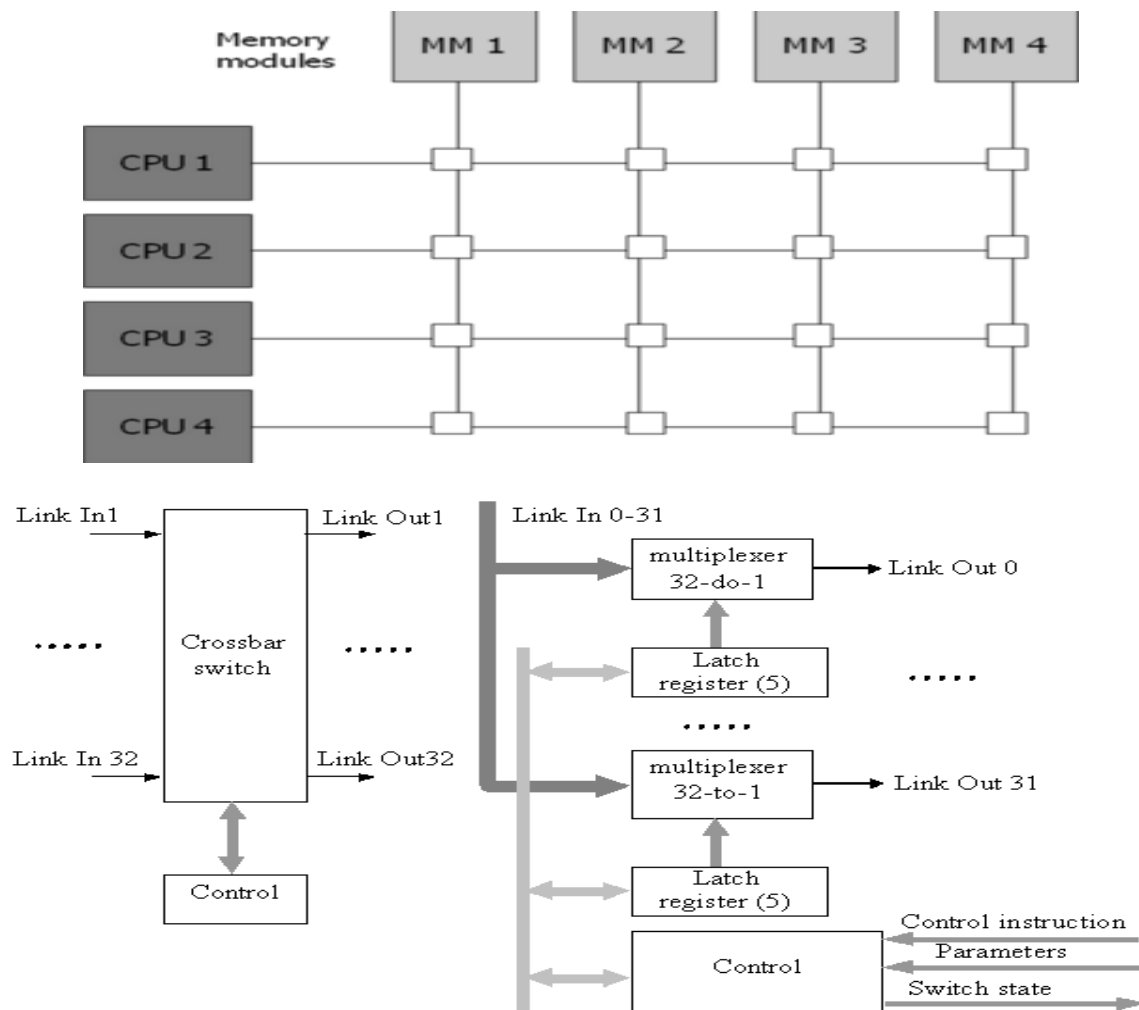 Memory
modules
MM 1
MM 2
MM 3
MM 4
CPU 1
CPU 2
CPU 3
CPU 4
Link In1
Link Out1
Crossbar
switch
Link In 32
Link Out32
Control
Link In 0-31
multiplexer
32-do-1
Link Out 0
Latch
register (5)
multiplexer
32-to-1
Link Out 31
Latch
register (5)
Control
Control instruction
Parameters
Switch state